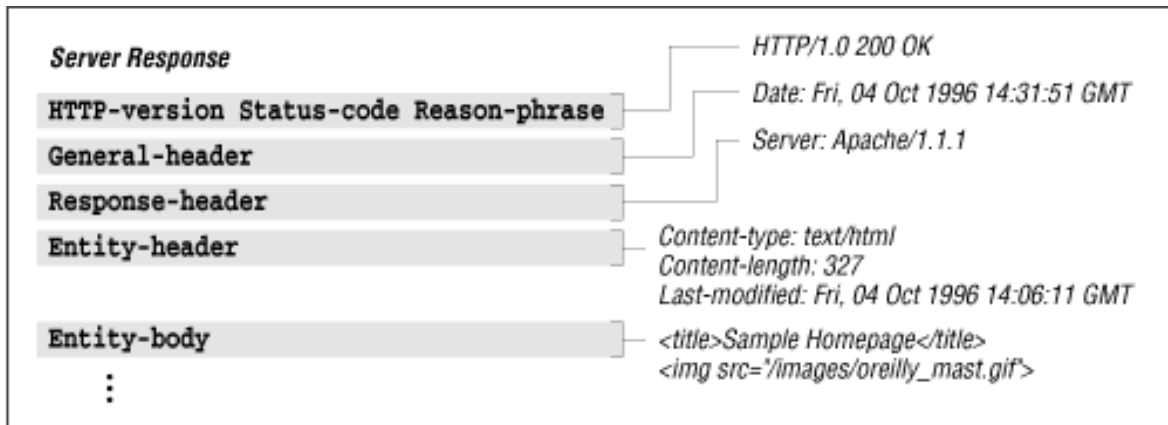 Server Response
HTTP-version Status-code Reason-phrase
General-header
Response-header
Entity-header
Entity-body
HTTP/1.0 200 OK
Date: Fri, 04 Oct 1996 14:31:51 GMT
Server: Apache/1.1.1
Content-type: text/html
Content-length: 327
Last-modified: Fri, 04 Oct 1996 14:06:11 GMT
<title>Sample Homepage</title>
<img src="/images/oreilly_mast.gif">